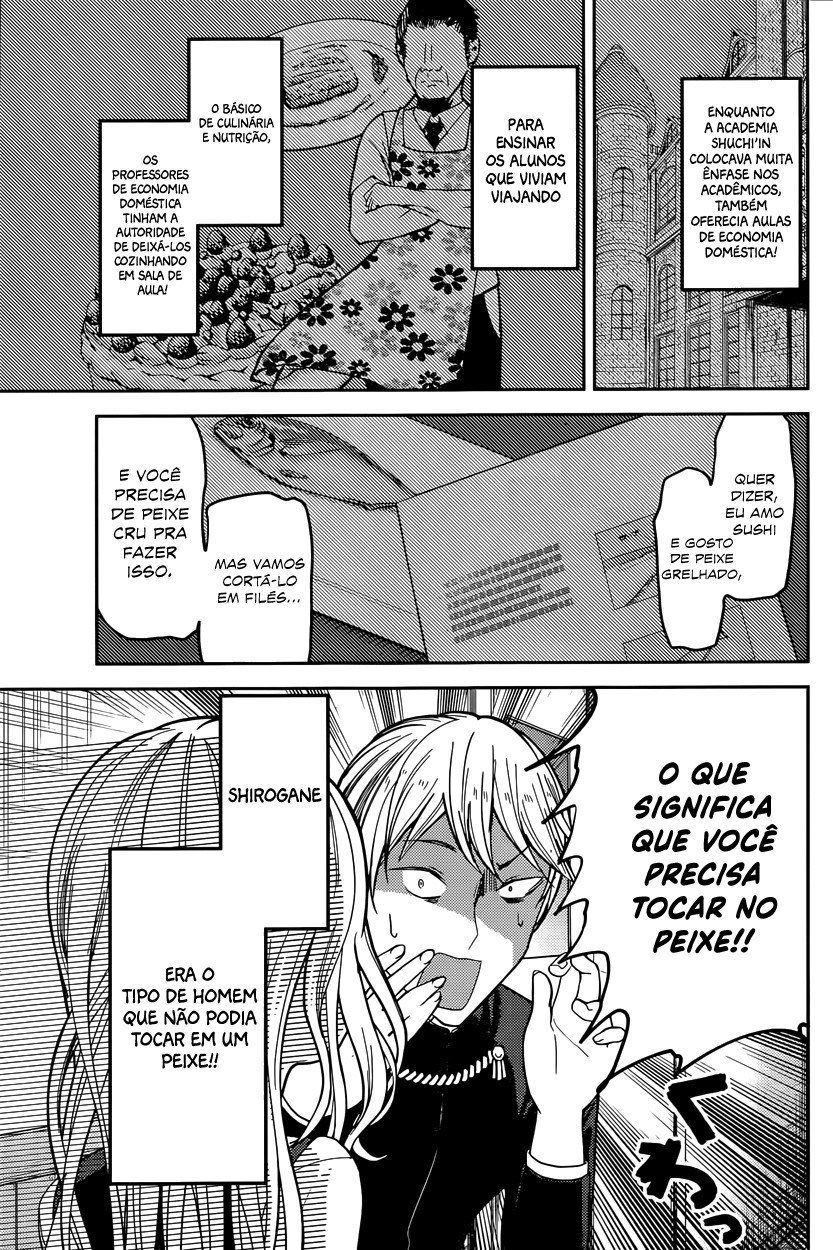 ENQUANTO
A ACADEMIA
SHUCHI'IN
COLOCAVA MUITA
ÊNFASE NOS
ACADÊMICOS,
TAMBÉM
OFERECIA AULAS
DE ECONOMIA
DOMÉSTICA!
PARA
ENSINAR
OS ALUNOS
QUE VIVIAM
VIAJANDO
O BÁSICO
DE CULINÁRIA
E NUTRIÇÃO,
OS
PROFESSORES
DE ECONOMIA
DOMÉSTICA
TINHAM A
AUTORIDADE
DE DEIXÁ-LOS
COZINHANDO
EM SALA DE
AULA!
QUER
DIZER,
EU AMO
SUSHI
E GOSTO
DE PEIXE
GRELHADO,
MAS VAMOS
CORTÁ-LO
EM FILÉS...
E VOCÊ
PRECISA
DE PEIXE
CRU PRA
FAZER
ISSO.
O QUE
SIGNIFICA
QUE VOCÊ
PRECISA
TOCAR NO
PEIXE!!
SHIROGANE
ERA O
TIPO DE HOMEM
QUE NÃO PODIA
TOCAR EM UM
PEIXE!!
くわっ